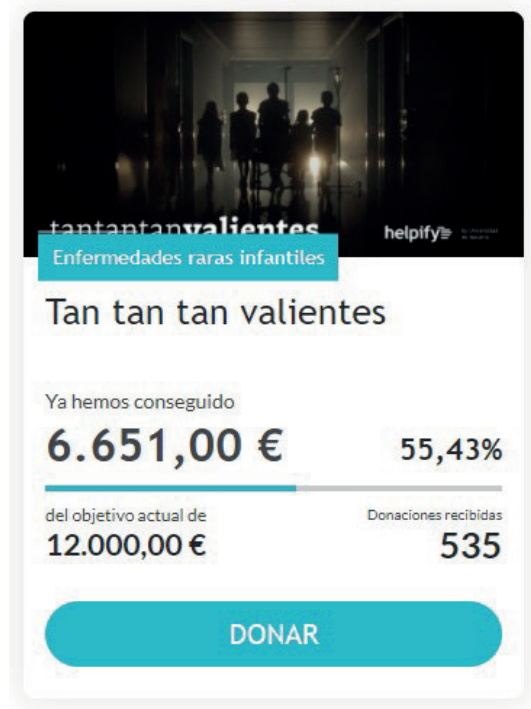 tantantanvalientes
helpify
Enfermedades raras infantiles
Tan tan tan valientes
Ya hemos conseguido
6.651,00 €
55,43%
del objetivo actual de
Donaciones recibidas
12.000,00 €
535
DONAR